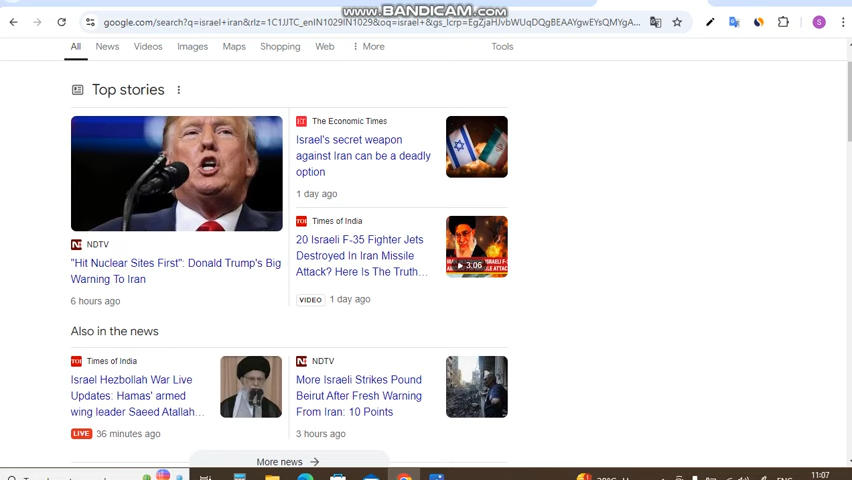 www.BANDICAM.com
google.com/search?q=israel+iran&rlz=1C1JJTC_enIN1029IN1029&oq=israel+&gs_lcrp=EgZjaHJvbWUqDQgBEAAYgwEYsQMYgA...
S
All News Videos Images Maps Shopping Web More Tools
Top stories
NDTV
"Hit Nuclear Sites First": Donald Trump's Big
Warning To Iran
6 hours ago
ET The Economic Times
Israel's secret weapon
against Iran can be a deadly
option
1 day ago
TOI Times of India
20 Israeli F-35 Fighter Jets
Destroyed In Iran Missile
Attack? Here Is The Truth...
3:06
VIDEO 1 day ago
Also in the news
TOI Times of India
Israel Hezbollah War Live
Updates: Hamas' armed
wing leader Saeed Atallah...
LIVE 36 minutes ago
NDTV
More Israeli Strikes Pound
Beirut After Fresh Warning
From Iran: 10 Points
3 hours ago
More news
ENG
11:07